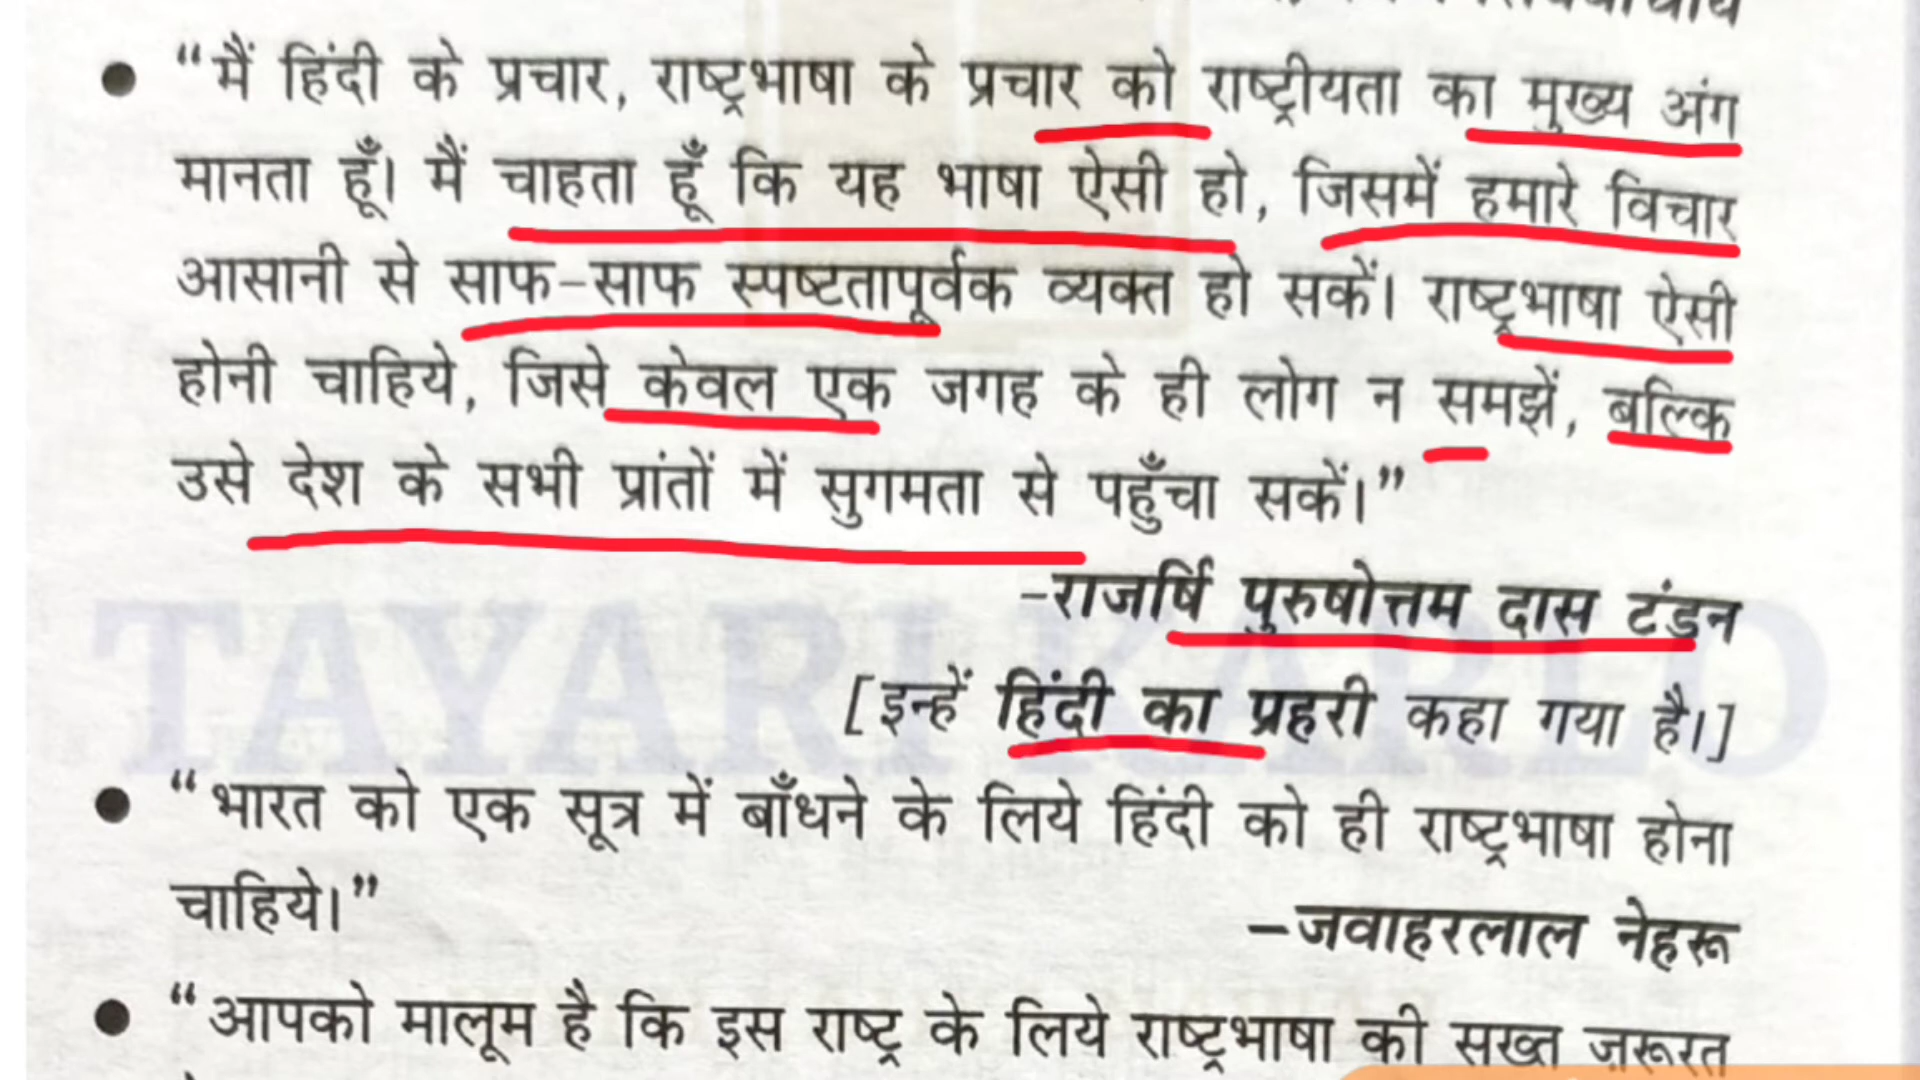 “मैं हिंदी के प्रचार, राष्ट्रभाषा के प्रचार को राष्ट्रीयता का मुख्य अंग
मानता हूँ। मैं चाहता हूँ कि यह भाषा ऐसी हो, जिसमें हमारे विचार
आसानी से साफ-साफ स्पष्टतापूर्वक व्यक्त हो सकें। राष्ट्रभाषा ऐसी
होनी चाहिये, जिसे केवल एक जगह के ही लोग न समझें, बल्कि
उसे देश के सभी प्रांतों में सुगमता से पहुँचा सकें।”
-राजर्षि पुरुषोत्तम दास टंडन
[इन्हें हिंदी का प्रहरी कहा गया है।]
TAYARI KARLO
“भारत को एक सूत्र में बाँधने के लिये हिंदी को ही राष्ट्रभाषा होना
चाहिये।”
–जवाहरलाल नेहरू
“आपको मालूम है कि इस राष्ट्र के लिये राष्ट्रभाषा की सख्त ज़रूरत